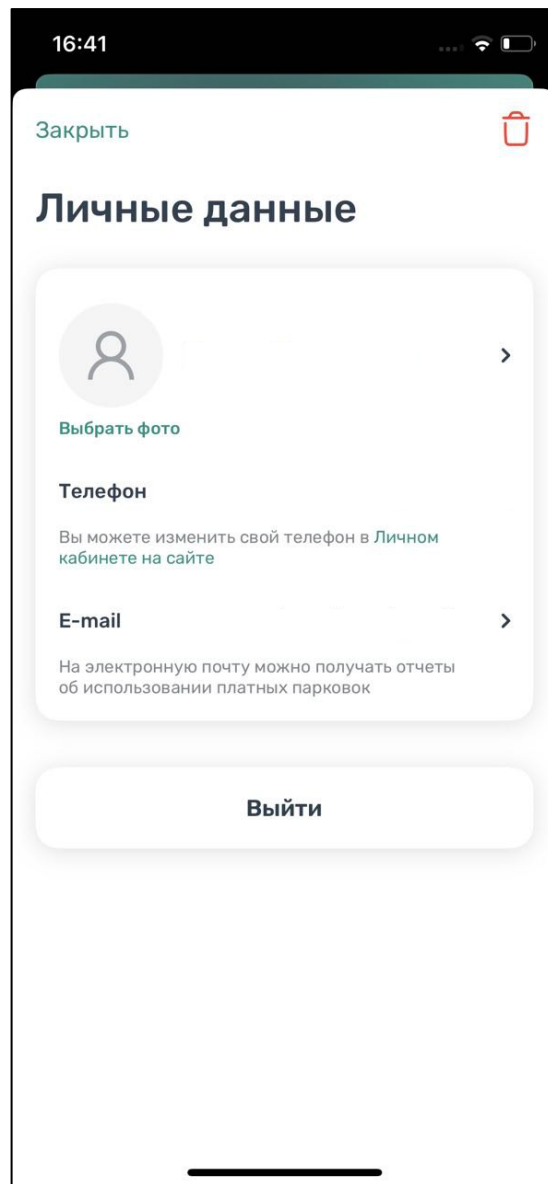 16:41
Закрыть
Личные данные
Выбрать фото
Телефон
Вы можете изменить свой телефон в Личном
кабинете на сайте
E-mail
На электронную почту можно получать отчеты
об использовании платных парковок
Выйти